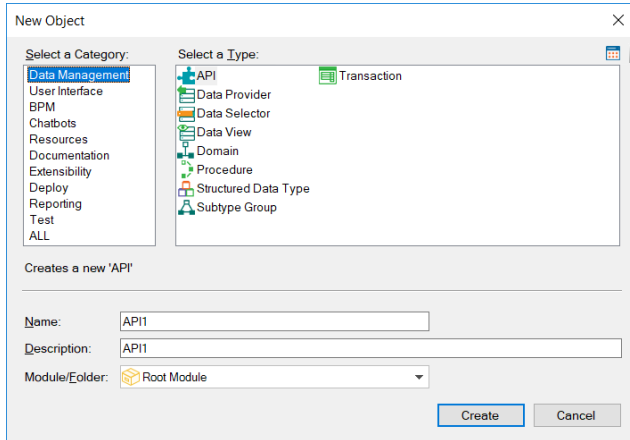 New Object
Select a Category:
Select a Type:
Data Management
User Interface
BPM
Chatbots
Resources
Documentation
Extensibility
Deploy
Reporting
Test
ALL
API
Data Provider
Data Selector
Data View
Domain
Procedure
Structured Data Type
Subtype Group
Transaction
Creates a new 'API'
Name: API1
Description: API1
Module/Folder: Root Module
Create Cancel